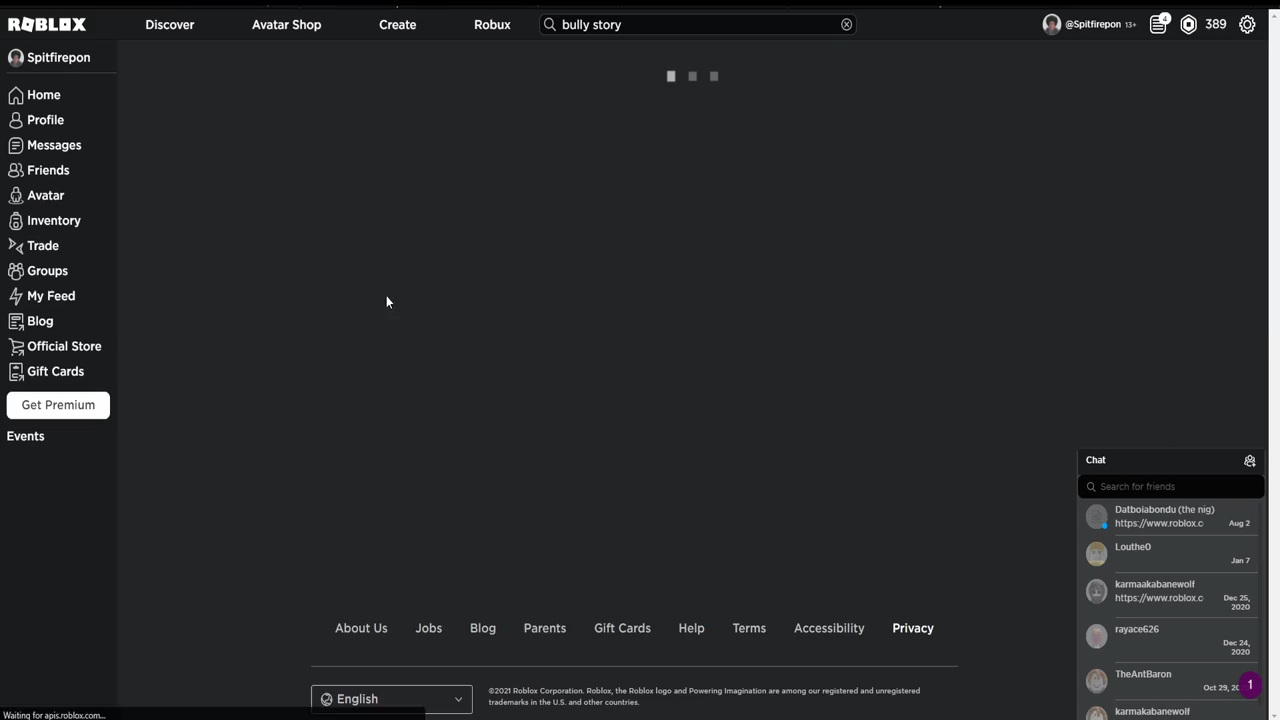 ROBLOX
Discover
Avatar Shop
Create
Robux
bully story
@Spitfirepon 13+
4
389
Spitfirepon
Home
Profile
Messages
Friends
Avatar
Inventory
Trade
Groups
My Feed
Blog
Official Store
Gift Cards
Get Premium
Events
Chat
Search for friends
Datboiabondu (the nig)
https://www.roblox.c Aug 2
Louthe0
Jan 7
karmaakabanewolf
https://www.roblox.c Dec 25,
2020
rayace626
Dec 24,
2020
TheAntBaron
Oct 29, 20
1
karmaakabanewolf
About Us Jobs Blog Parents Gift Cards Help Terms Accessibility Privacy
English
©2021 Roblox Corporation. Roblox, the Roblox logo and Powering Imagination are among our registered and unregistered
trademarks in the U.S. and other countries.
Waiting for apis.roblox.com...